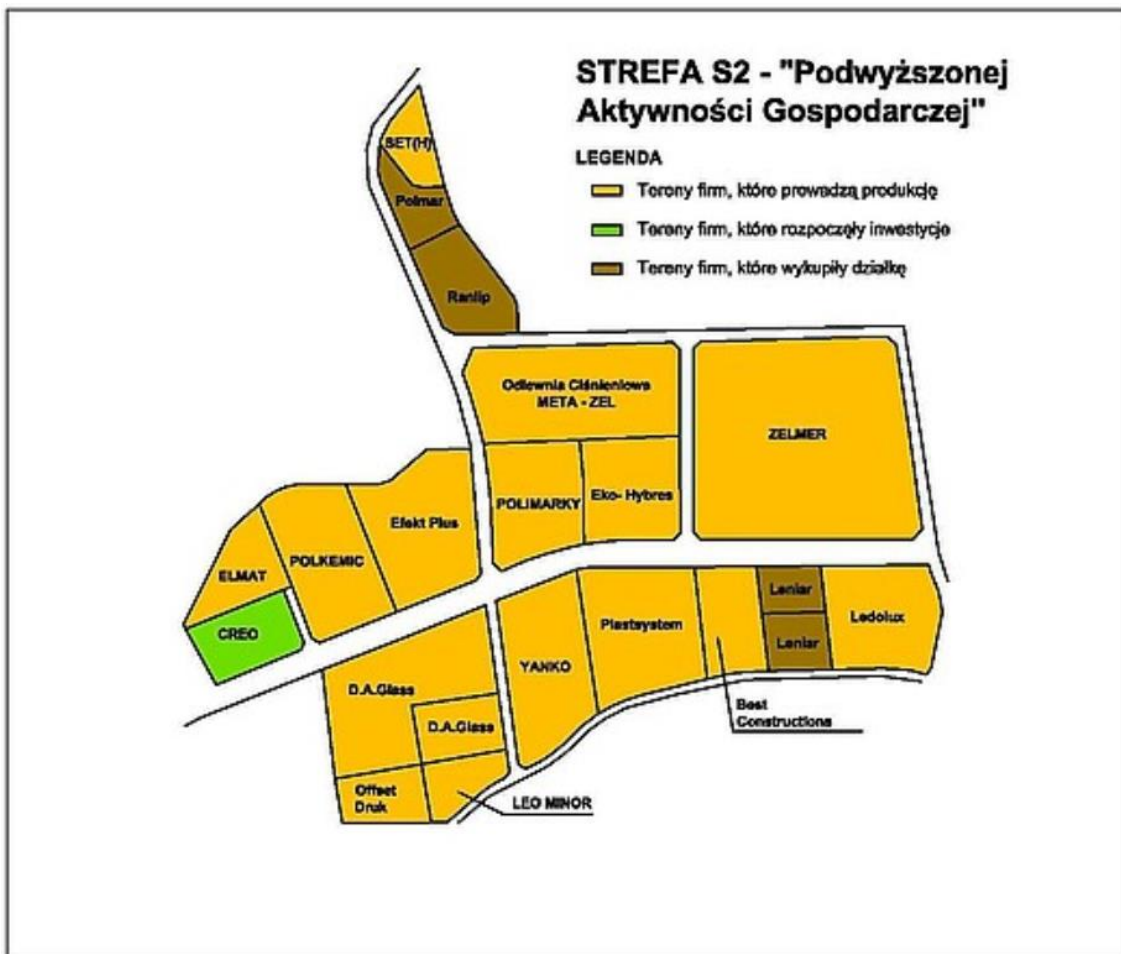 STREFA S2 - "Podwyższonej
Aktywności Gospodarczej"
LEGENDA
Tereny firm, które prowadzą produkcję
Tereny firm, które rozpoczęły inwestycje
Tereny firm, które wykupiły działkę
SET(H)
Polmar
Ranlip
Odlewnia Ciśnieniowe
META - ZEL
ZELMER
POLIMARKY
Eko- Hybres
Efekt Plus
POLKEMIC
ELMAT
CREO
Leniar
Plastsystem
Ledolux
Leniar
YANKO
D.A.Glass
D.A.Glass
Best
Constructions
Offset
Druk
LEO MINOR